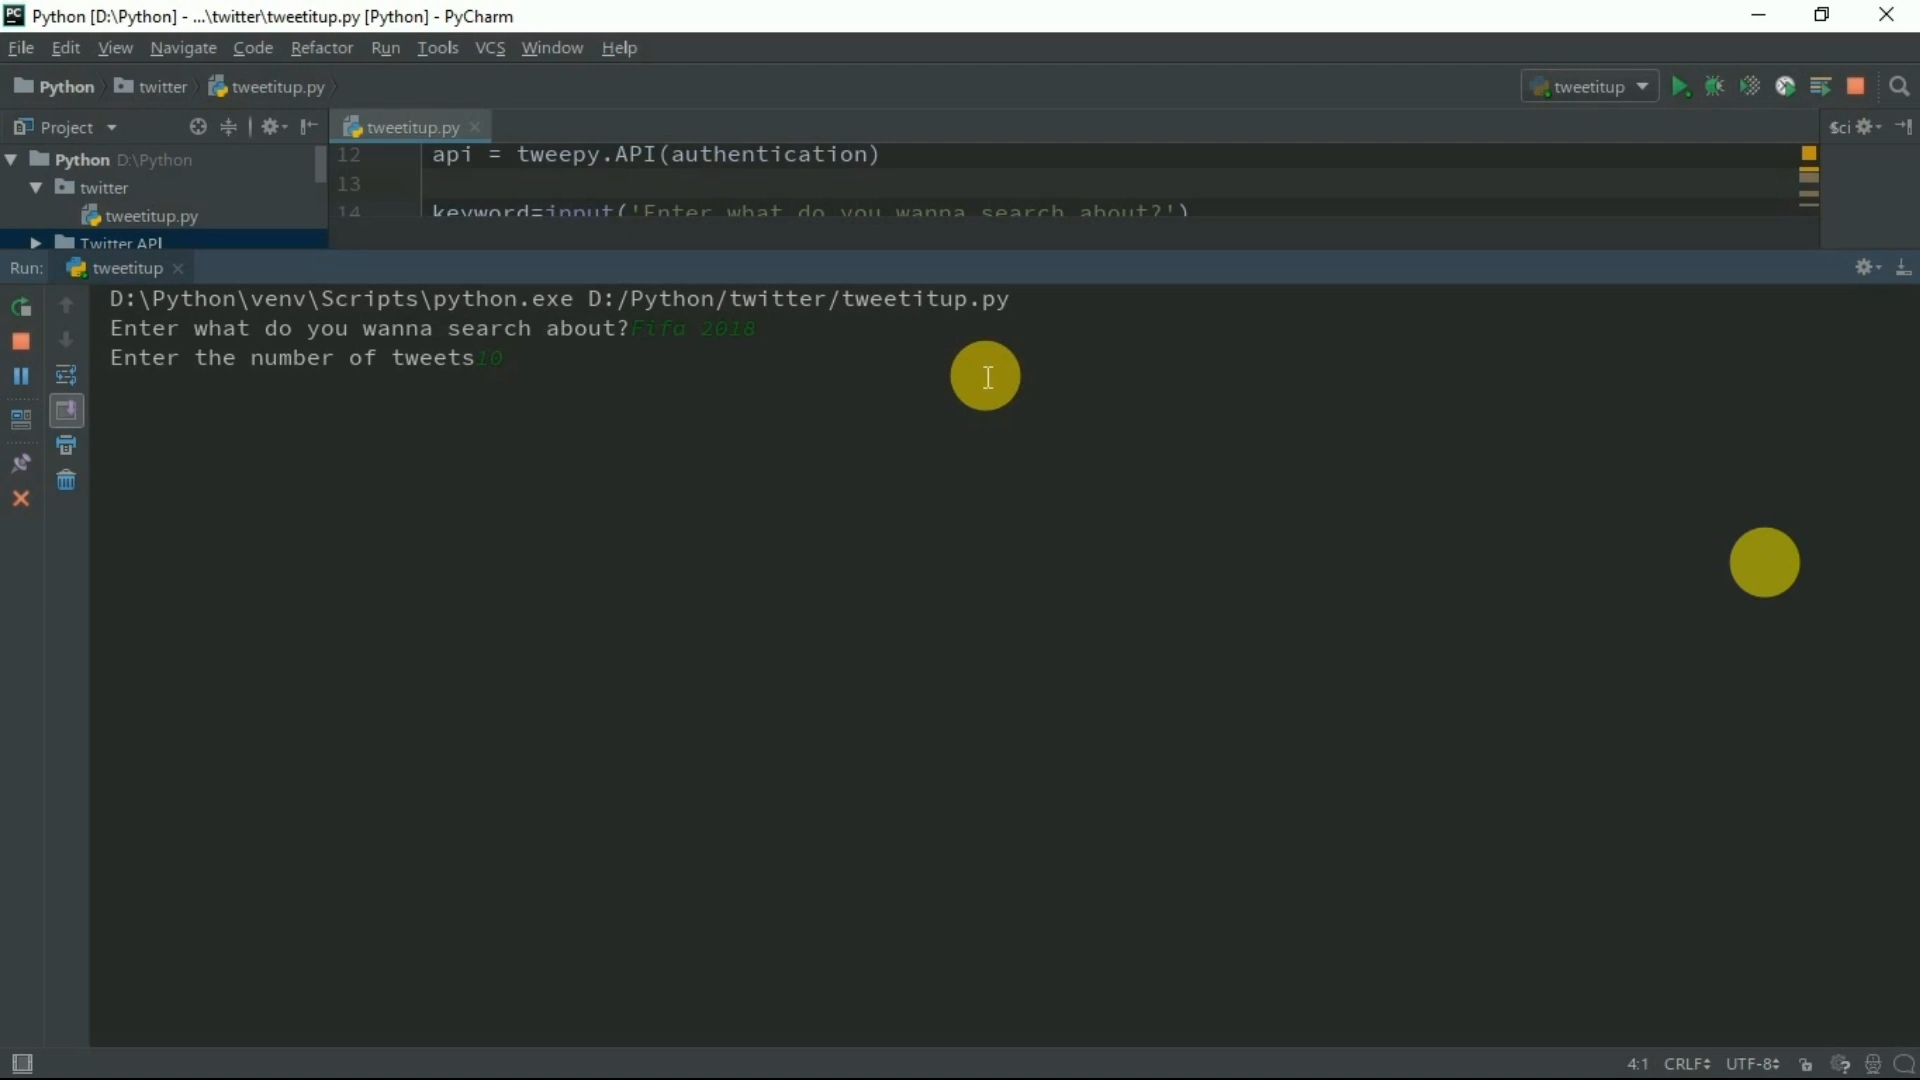 Python [D:\Python] - ...\twitter\tweetitup.py [Python] - PyCharm
File Edit View Navigate Code Refactor Run Tools VCS Window Help
Python twitter tweetitup.py tweetitup
Project tweetitup.py Sci
Python D:\Python
twitter
tweetitup.py
Twitter API
12 api = tweepy.API(authentication)
13
14 keyword=input('Enter what do you wanna search about?')
Run: tweetitup
D:\Python\venv\Scripts\python.exe D:/Python/twitter/tweetitup.py
Enter what do you wanna search about?Fifa 2018
Enter the number of tweets10
4:1 CRLF UTF-8